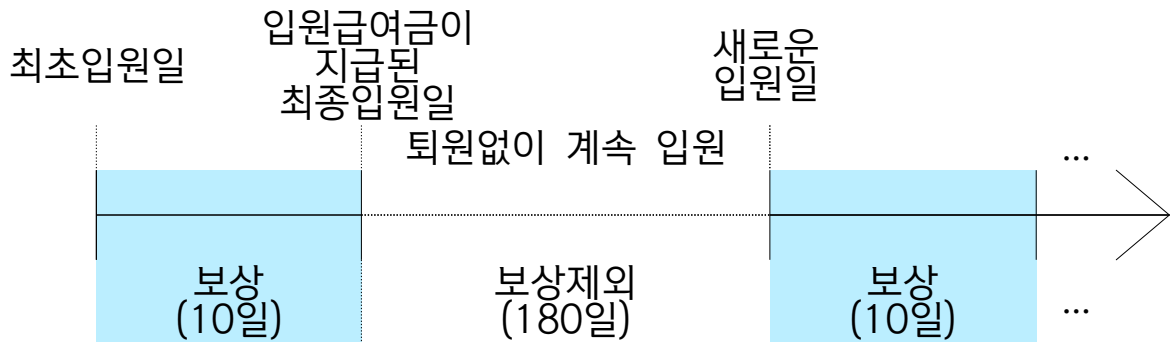 최초입원일
입원급여금이
지급된
최종입원일
새로운
입원일
퇴원없이 계속 입원
...
보상
(10일)
보상제외
(180일)
보상
(10일)
...